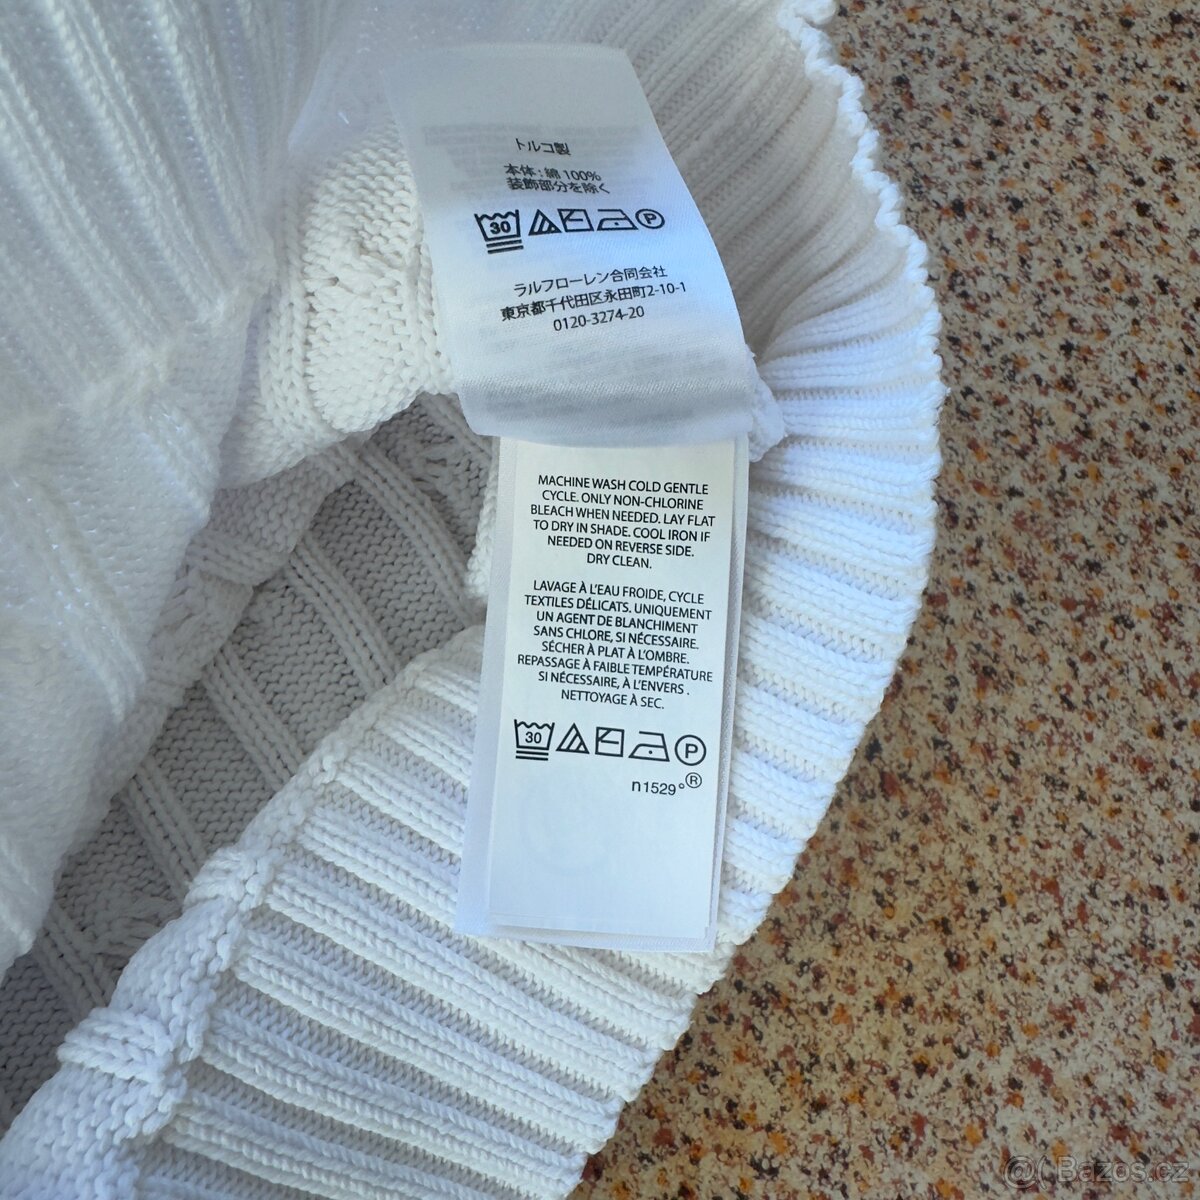 トルコ製
本体：綿 100%
装飾部分を除く
30
P
ラルフローレン合同会社
東京都千代田区永田町2-10-1
0120-3274-20
MACHINE WASH COLD GENTLE
CYCLE. ONLY NON-CHLORINE
BLEACH WHEN NEEDED. LAY FLAT
TO DRY IN SHADE. COOL IRON IF
NEEDED ON REVERSE SIDE.
DRY CLEAN.
LAVAGE À L'EAU FROIDE, CYCLE
TEXTILES DÉLICATS. UNIQUEMENT
UN AGENT DE BLANCHIMENT
SANS CHLORE, SI NÉCESSAIRE.
SÉCHER À PLAT À L'OMBRE.
REPASSAGE À FAIBLE TEMPÉRATURE
SI NÉCESSAIRE, À L'ENVERS .
NETTOYAGE À SEC.
30
P
n1529°®
@( Bazos.cz